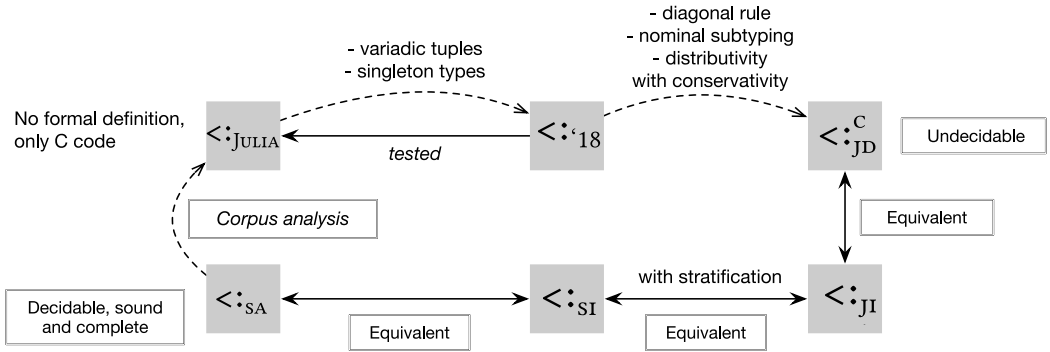 - diagonal rule
- nominal subtyping
- distributivity
with conservativity
- variadic tuples
- singleton types
No formal definition,
only C code
<:JULIA
tested
<:‘18
<:C JD
Undecidable
Corpus analysis
Equivalent
Decidable, sound
and complete
<:SA
Equivalent
<:SI
with stratification
Equivalent
<:JI